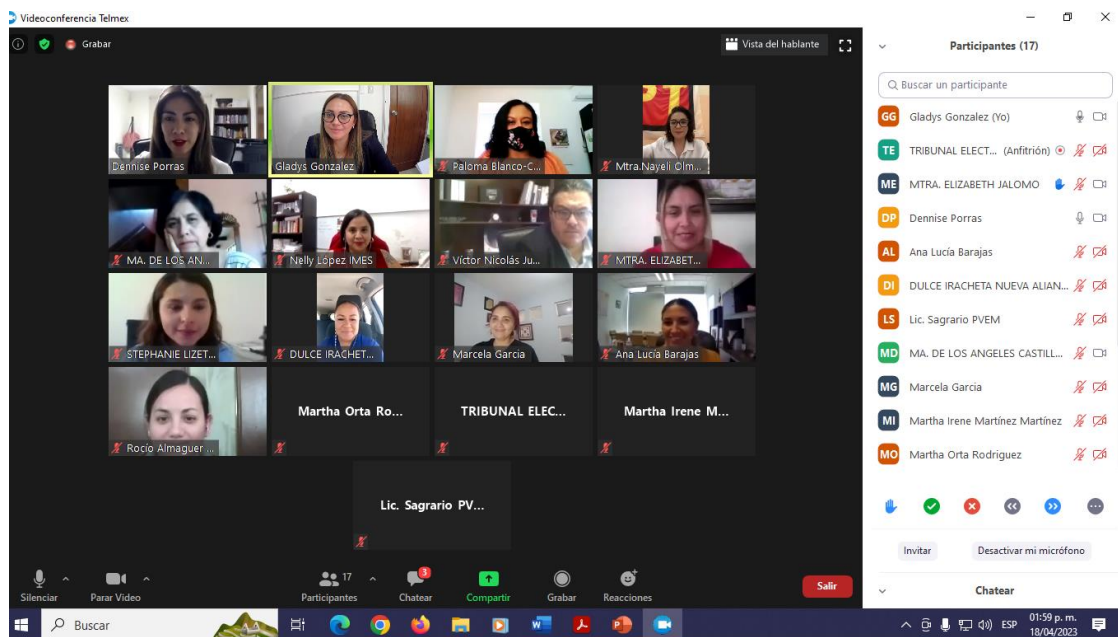 Videoconferencia Telmex
Grabar
Vista del hablante
Dennise Porras
Gladys Gonzalez
Paloma Blanco-C...
Mtra.Nayeli Olm...
MA. DE LOS AN...
Nelly López IMES
Víctor Nicolás Ju...
MTRA. ELIZABET...
STEPHANIE LIZET...
DULCE IRACHET...
Marcela Garcia
Ana Lucía Barajas
Rocío Almaguer ...
Martha Orta Ro...
TRIBUNAL ELEC...
Martha Irene M...
Lic. Sagrario PV...
Silenciar
Parar Video
17
Participantes
3
Chatear
Compartir
Grabar
Reacciones
Salir
Participantes (17)
Buscar un participante
GG Gladys Gonzalez (Yo)
TE TRIBUNAL ELECT... (Anfitrión)
ME MTRA. ELIZABETH JALOMO
DP Dennise Porras
AL Ana Lucía Barajas
DI DULCE IRACHETA NUEVA ALIAN...
LS Lic. Sagrario PVEM
MD MA. DE LOS ANGELES CASTILL...
MG Marcela Garcia
MI Martha Irene Martínez Martínez
MO Martha Orta Rodriguez
Invitar
Desactivar mi micrófono
Chatear
Buscar
ESP
01:59 p. m.
18/04/2023